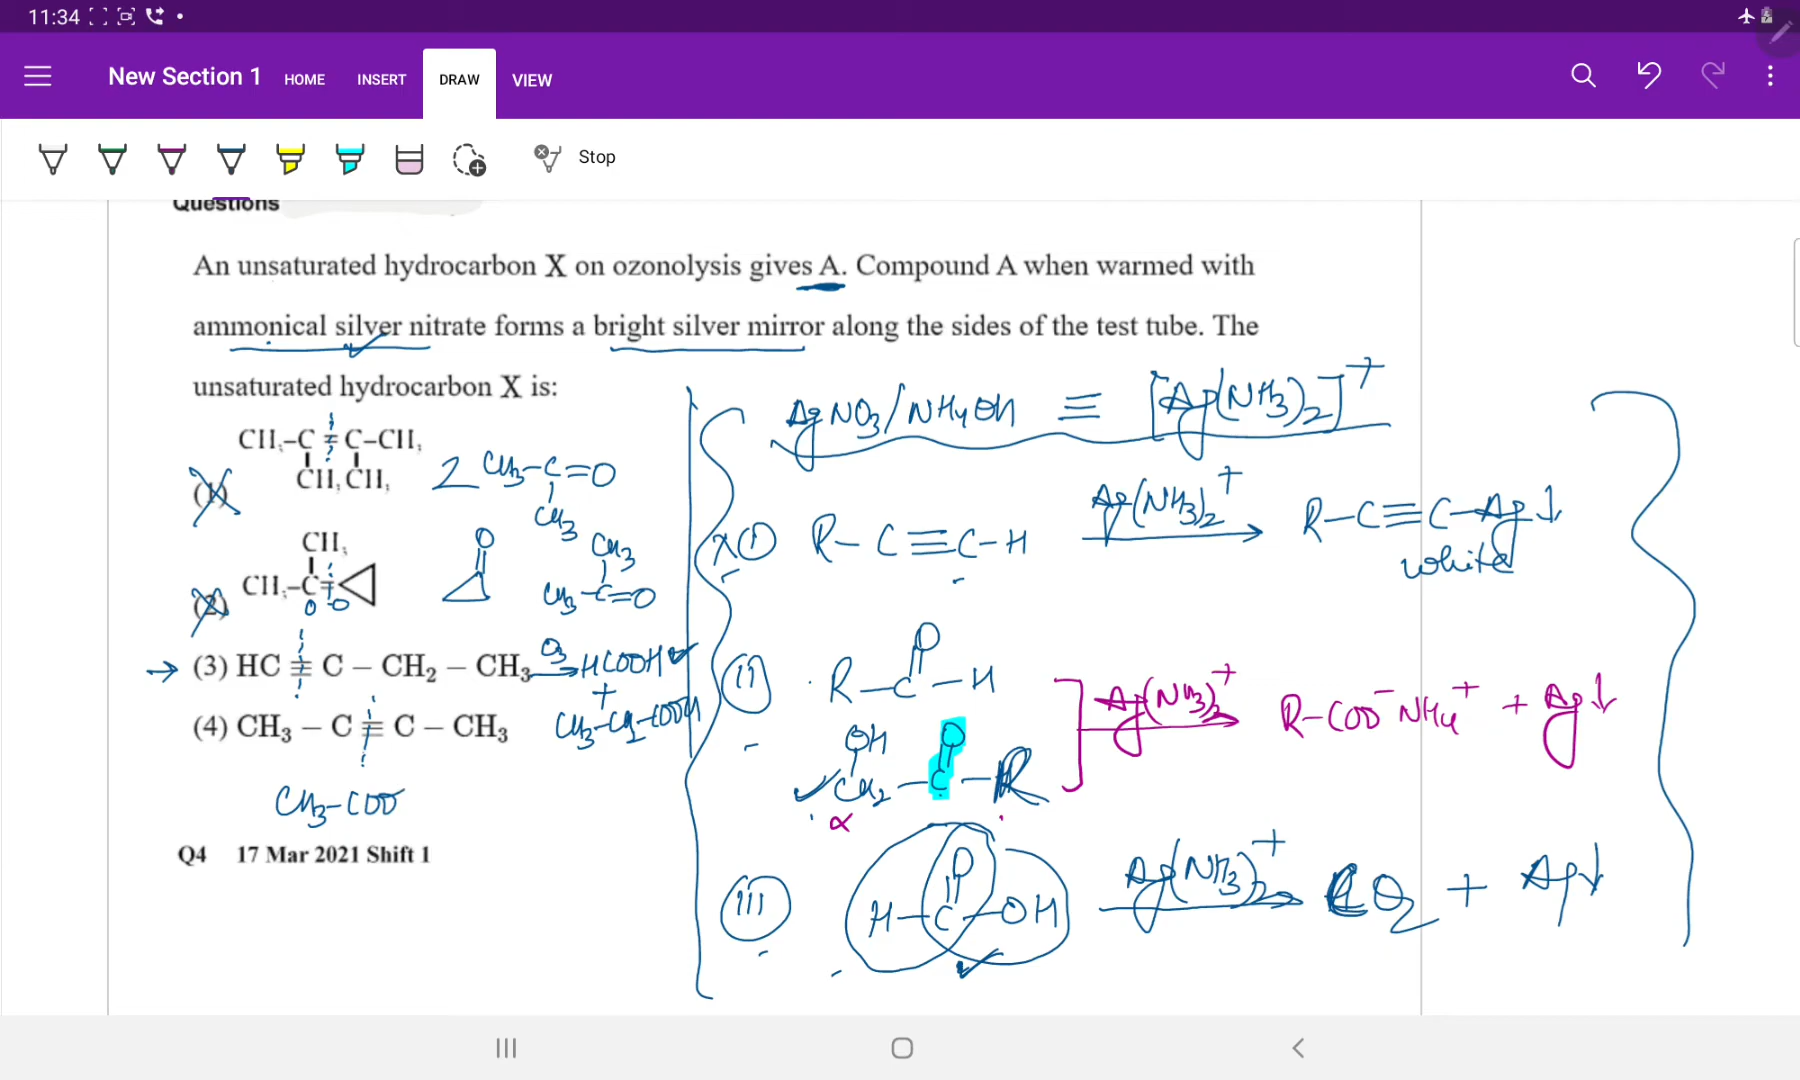 11:34
New Section 1 HOME INSERT DRAW VIEW
Stop
Questions
An unsaturated hydrocarbon X on ozonolysis gives A. Compound A when warmed with
ammonical silver nitrate forms a bright silver mirror along the sides of the test tube. The
unsaturated hydrocarbon X is:
AgNO3/NH4OH ≡ [Ag(NH3)2]+
CH3–C = C–CH3
CH3 CH3
(1)
2 CH3–C=O
CH3
(i) R–C≡C–H Ag(NH3)2+ → R–C≡C–Ag↓
white
CH3
CH3–C=
(2)
O
CH3
CH3–C=O
(3) HC ≡ C – CH2 – CH3 O3 → HCOOH
+
CH3–CH2–COOH
(ii) R–C–H
O
Ag(NH3)2+ R–COO–NH4+ + Ag↓
(4) CH3 – C ≡ C – CH3
OH O
CH2–C–R
α
CH3–COO
Q4 17 Mar 2021 Shift 1
(iii) O
H–C–OH Ag(NH3)2+ → CO2 + Ag↓